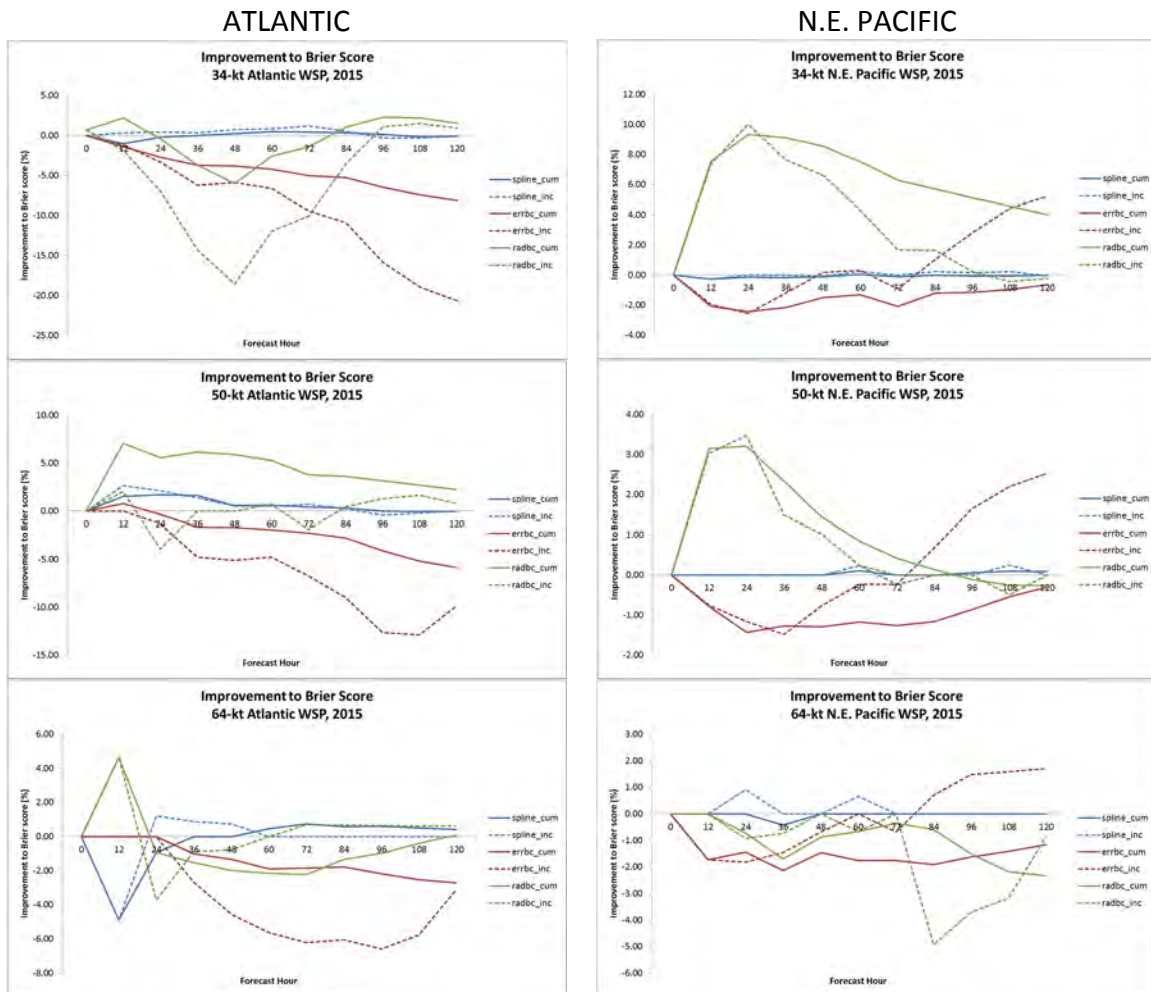 ATLANTIC
N.E. PACIFIC
Improvement to Brier Score
34-kt Atlantic WSP, 2015
5.00
0.00
-5.00
-10.00
-15.00
-20.00
-25.00
Improvement to Brier score (%)
0 12 24 36 48 60 72 84 96 108 120
Forecast Hour
spline_cum
spline_inc
errbc_cum
errbc_inc
radbc_cum
radbc_inc
Improvement to Brier Score
34-kt N.E. Pacific WSP, 2015
12.00
10.00
8.00
6.00
4.00
2.00
0.00
-2.00
-4.00
Improvement to Brier score (%)
0 12 24 36 48 60 72 84 96 108 120
Forecast Hour
spline_cum
spline_inc
errbc_cum
errbc_inc
radbc_cum
radbc_inc
Improvement to Brier Score
50-kt Atlantic WSP, 2015
10.00
5.00
0.00
-5.00
-10.00
-15.00
Improvement to Brier score (%)
0 12 24 36 48 60 72 84 96 108 120
Forecast Hour
spline_cum
spline_inc
errbc_cum
errbc_inc
radbc_cum
radbc_inc
Improvement to Brier Score
50-kt N.E. Pacific WSP, 2015
4.00
3.00
2.00
1.00
0.00
-1.00
-2.00
Improvement to Brier score (%)
0 12 24 36 48 60 72 84 96 108 120
Forecast Hour
spline_cum
spline_inc
errbc_cum
errbc_inc
radbc_cum
radbc_inc
Improvement to Brier Score
64-kt Atlantic WSP, 2015
6.00
4.00
2.00
0.00
-2.00
-4.00
-6.00
-8.00
Improvement to Brier score (%)
0 12 24 36 48 60 72 84 96 108 120
Forecast Hour
spline_cum
spline_inc
errbc_cum
errbc_inc
radbc_cum
radbc_inc
Improvement to Brier Score
64-kt N.E. Pacific WSP, 2015
3.00
2.00
1.00
0.00
-1.00
-2.00
-3.00
-4.00
-5.00
-6.00
Improvement to Brier score (%)
0 12 24 36 48 60 72 84 96 108 120
Forecast Hour
spline_cum
spline_inc
errbc_cum
errbc_inc
radbc_cum
radbc_inc